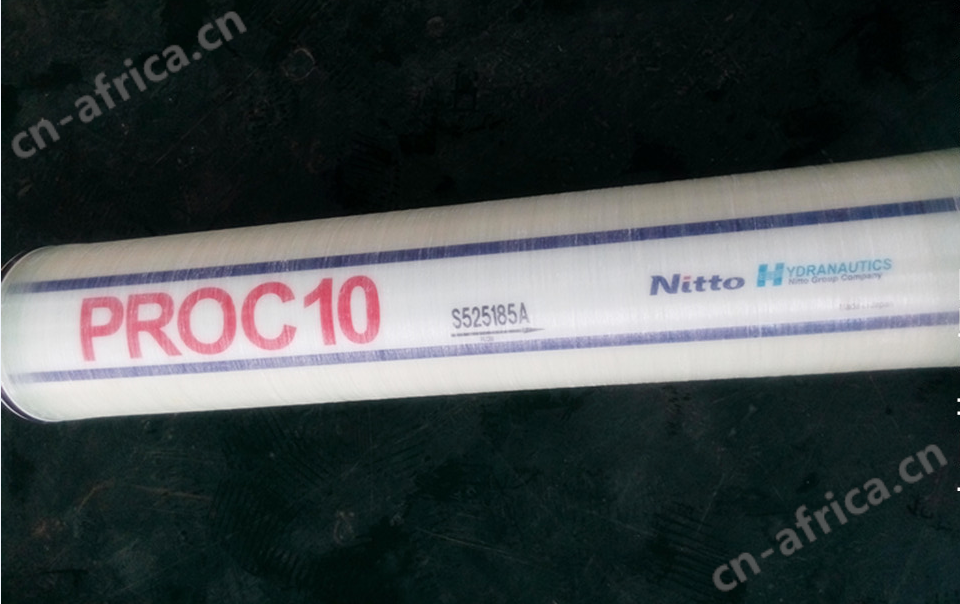 cn-africa.cn
PROC10
S525185A
Nitto
HYDRANAUTICS
Nitto Group Company
cn-africa.cn